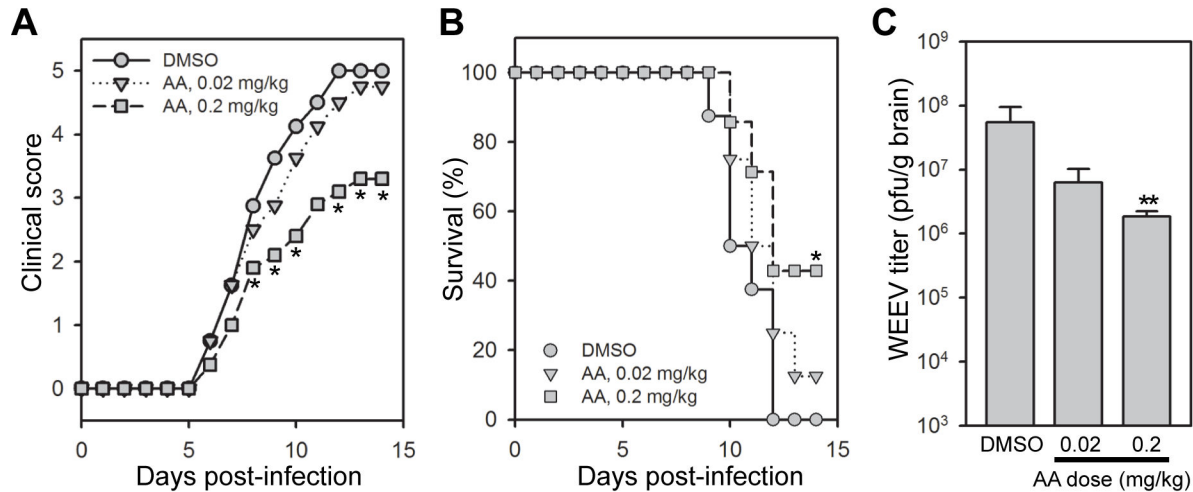 A
DMSO
AA, 0.02 mg/kg
AA, 0.2 mg/kg
5
4
3
2
1
0
Clinical score
* * * * * *
0 5 10 15
Days post-infection
B
100
80
60
40
20
0
Survival (%)
*
DMSO
AA, 0.02 mg/kg
AA, 0.2 mg/kg
0 5 10 15
Days post-infection
C
10⁹
10⁸
10⁷
10⁶
10⁵
10⁴
10³
WEEV titer (pfu/g brain)
**
DMSO 0.02 0.2
AA dose (mg/kg)